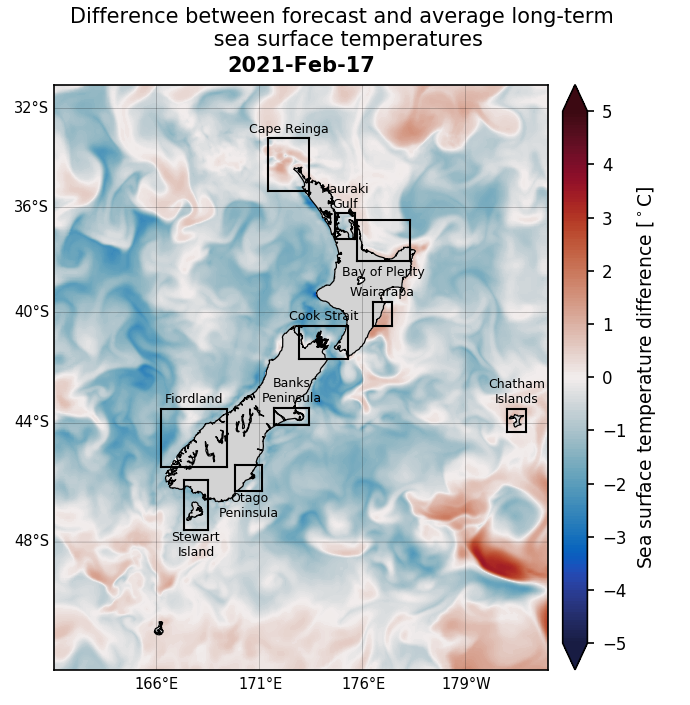 Difference between forecast and average long-term
sea surface temperatures
2021-Feb-17
32°S
36°S
40°S
44°S
48°S
166°E
171°E
176°E
179°W
Cape Reinga
Hauraki
Gulf
Bay of Plenty
Wairarapa
Cook Strait
Banks
Peninsula
Fiordland
Chatham
Islands
Otago
Peninsula
Stewart
Island
5
4
3
2
1
0
−1
−2
−3
−4
−5
Sea surface temperature difference [°C]